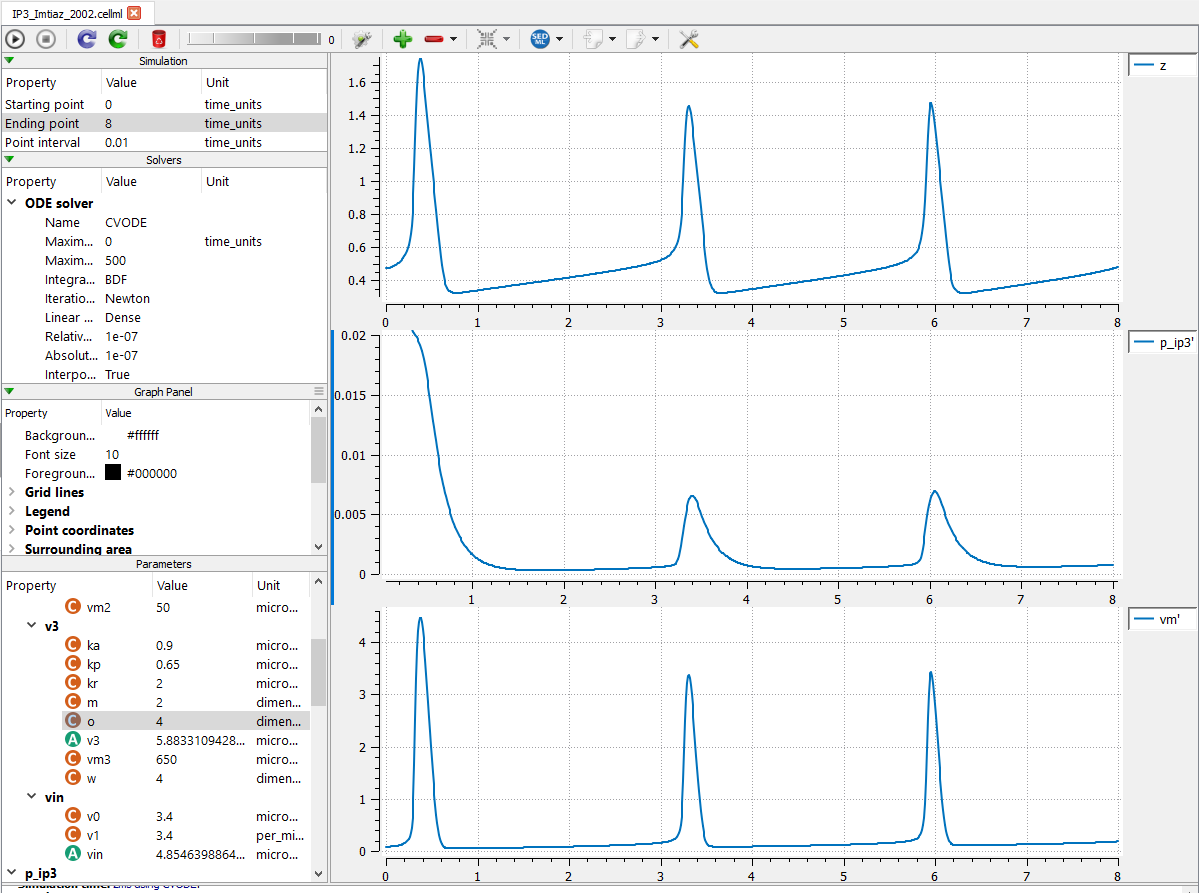 IP3_Imtiaz_2002.cellml
0
SED ML
Simulation
Property Value Unit
Starting point 0 time_units
Ending point 8 time_units
Point interval 0.01 time_units
Solvers
Property Value Unit
ODE solver
Name CVODE
Maxim... 0 time_units
Maxim... 500
Integra... BDF
Iteratio... Newton
Linear ... Dense
Relativ... 1e-07
Absolut... 1e-07
Interpo... True
Graph Panel
Property Value
Backgroun... #ffffff
Font size 10
Foregroun... #000000
Grid lines
Legend
Point coordinates
Surrounding area
Parameters
Property Value Unit
C vm2 50 micro...
v3
C ka 0.9 micro...
C kp 0.65 micro...
C kr 2 micro...
C m 2 dimen...
C o 4 dimen...
A v3 5.8833109428... micro...
C vm3 650 micro...
C w 4 dimen...
vin
C v0 3.4 micro...
C v1 3.4 per_mi...
A vin 4.8546398864... micro...
p_ip3
z
1.6
1.4
1.2
1
0.8
0.6
0.4
0 1 2 3 4 5 6 7 8
p_ip3'
0.02
0.015
0.01
0.005
0
1 2 3 4 5 6 7 8
vm'
4
3
2
1
0
0 1 2 3 4 5 6 7 8